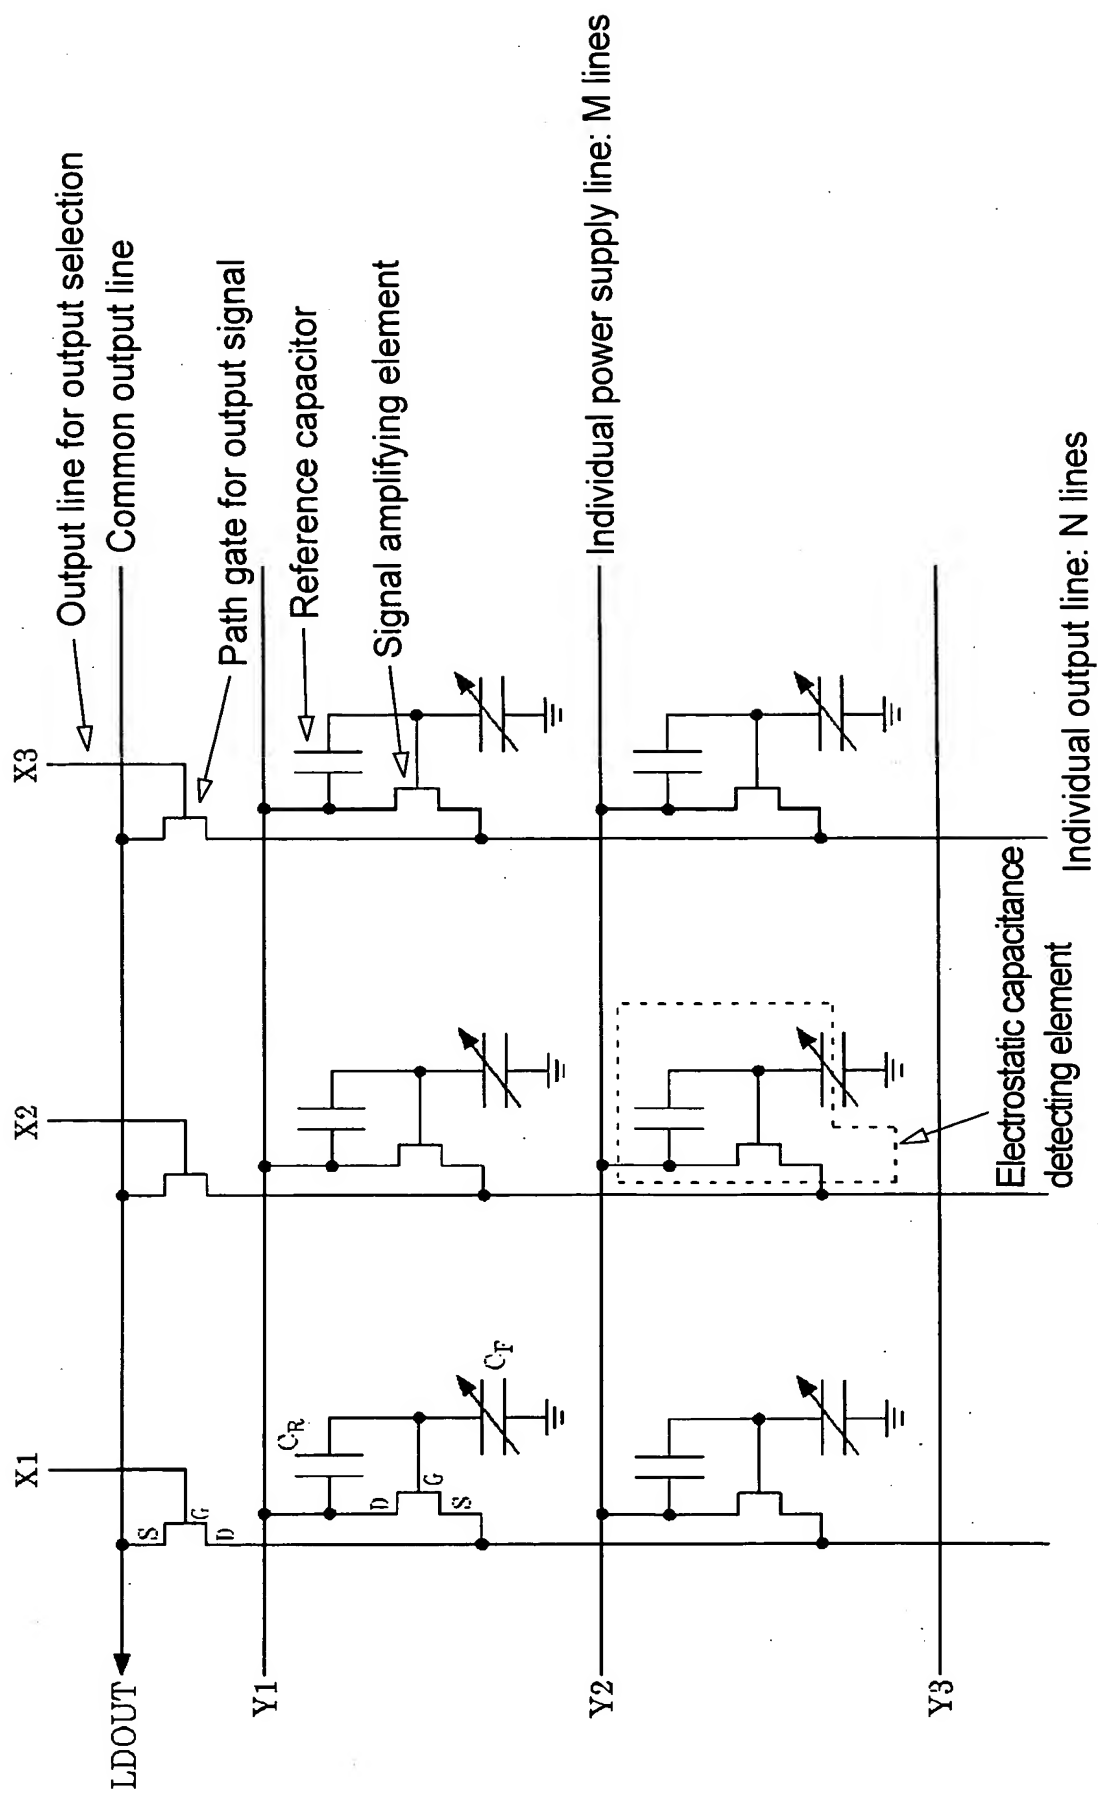 X1
X2
X3
Output line for output selection
Common output line
Path gate for output signal
Reference capacitor
Signal amplifying element
Individual power supply line: M lines
LDOUT
S
G
D
Y1
CR
D
G
S
CF
Y2
Y3
Electrostatic capacitance
detecting element
Individual output line: N lines